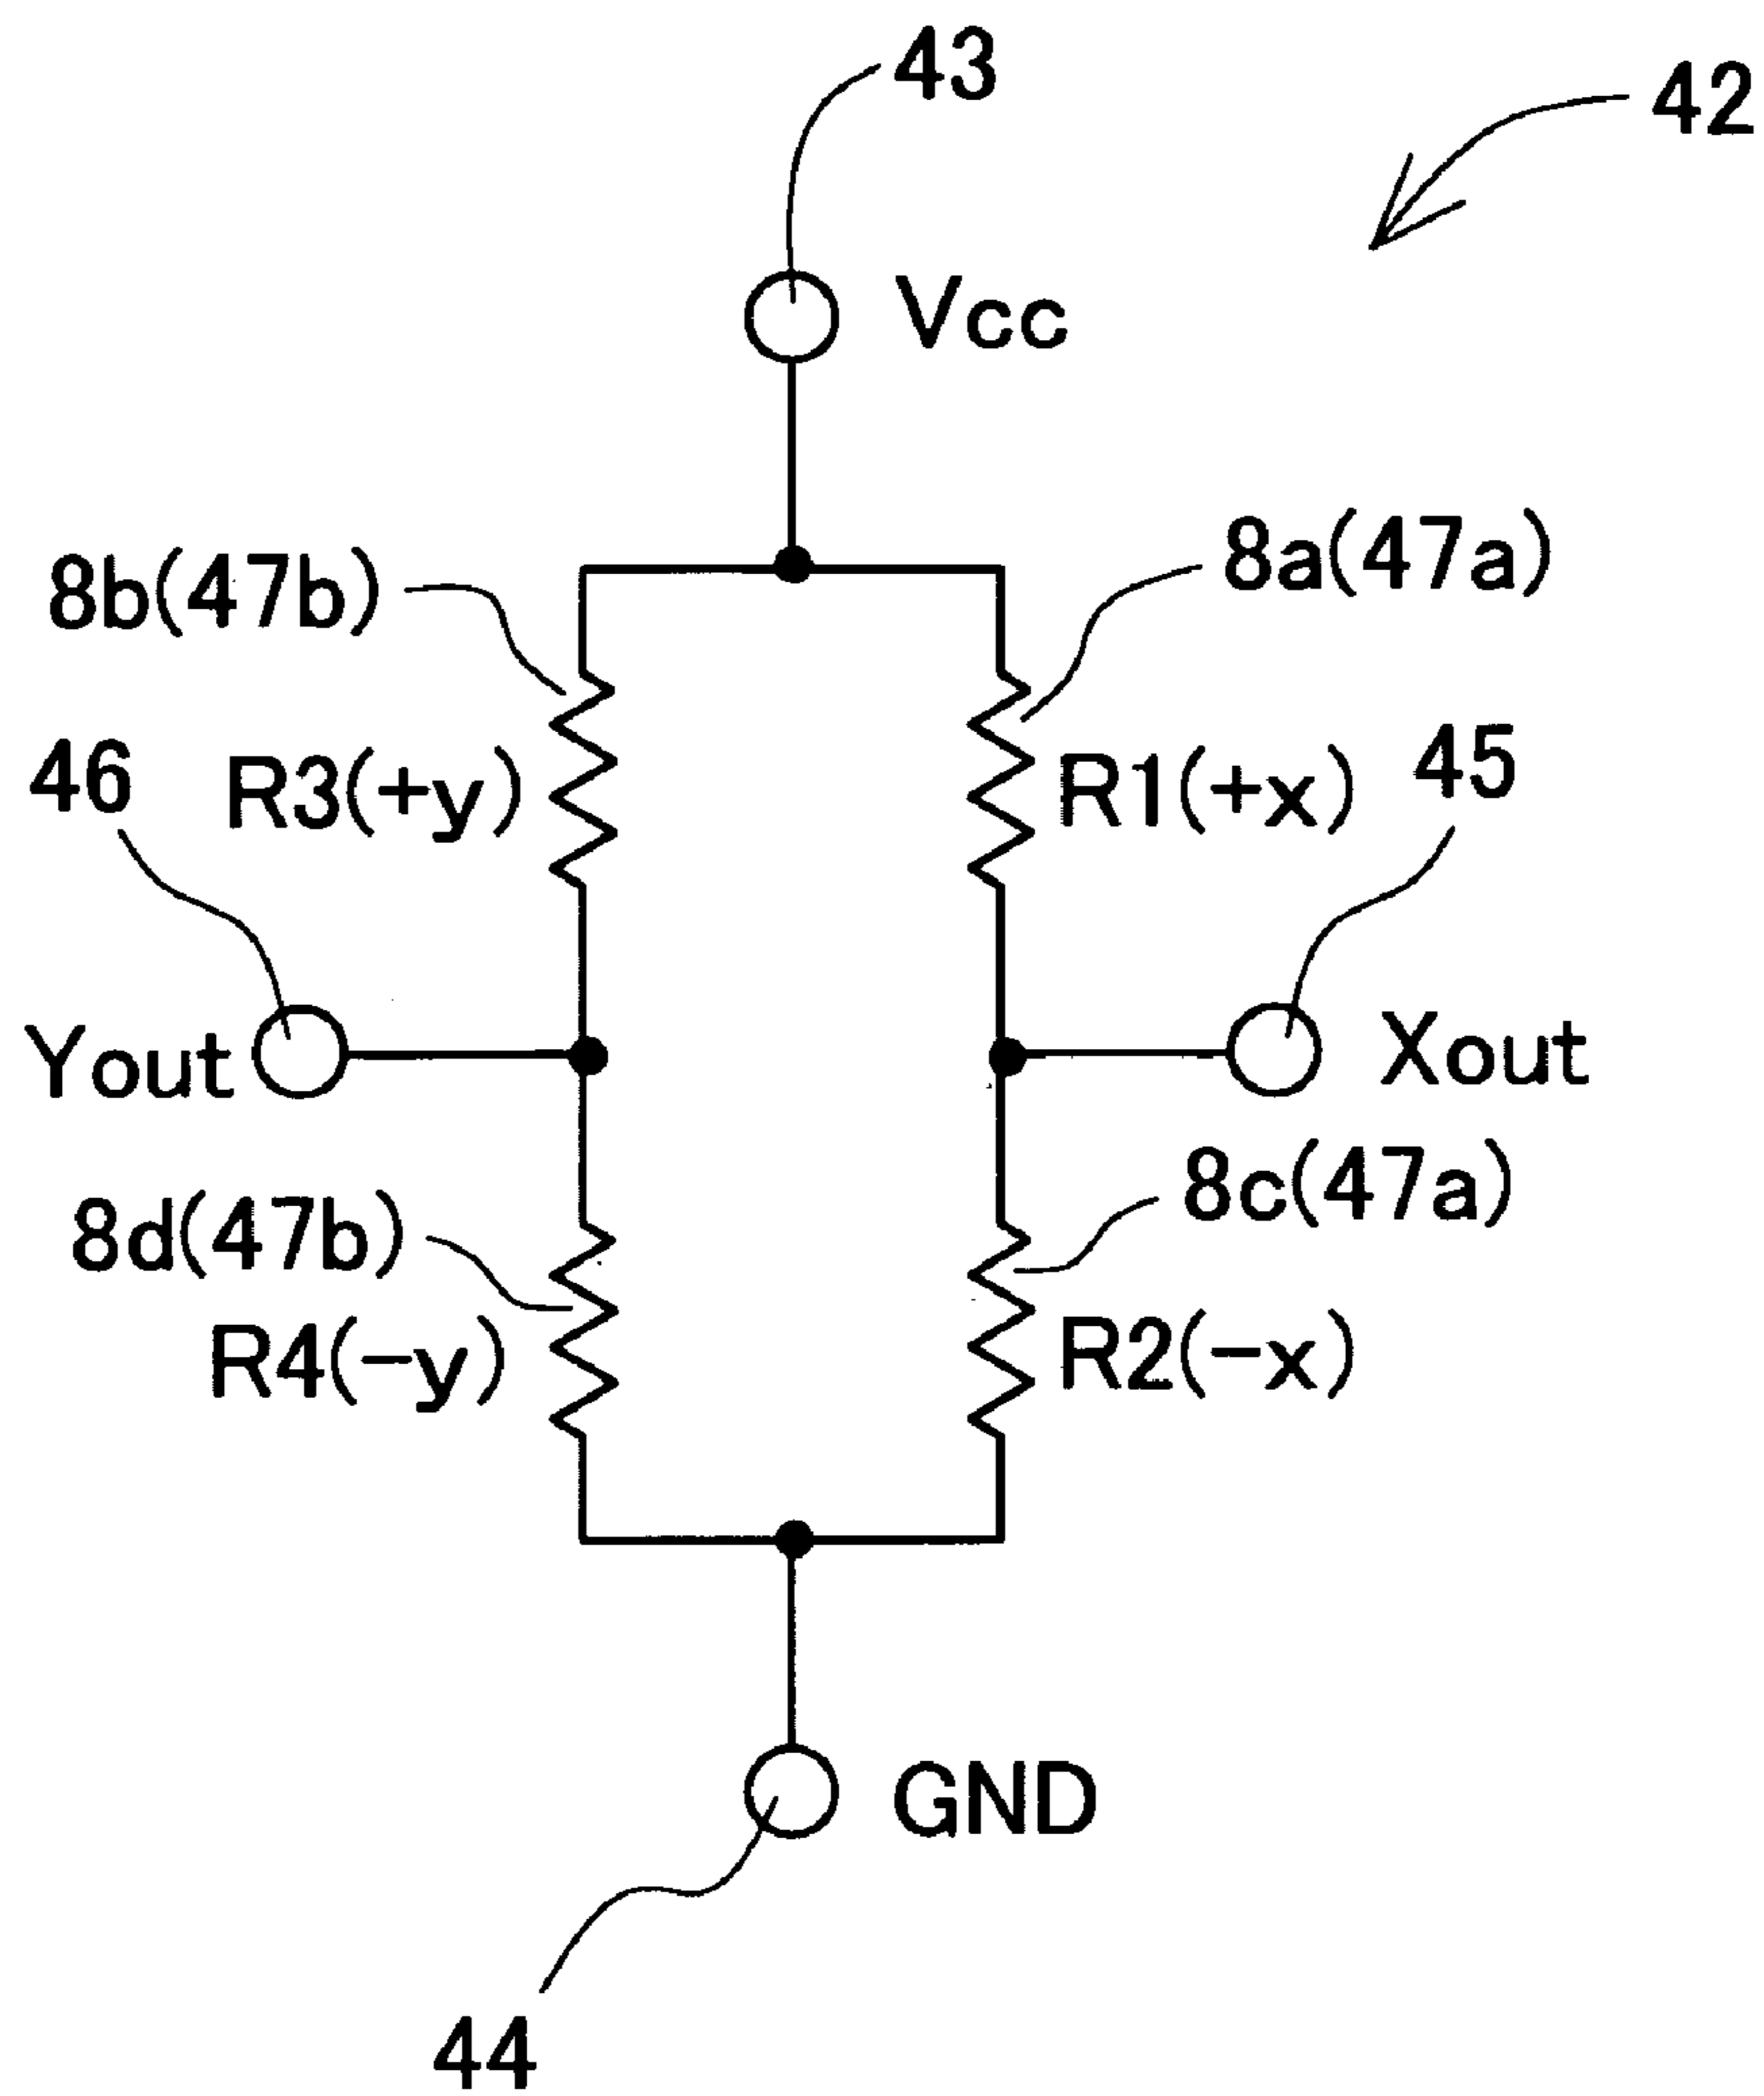 43
42
Vcc
8a(47a)
8b(47b)
46
R3(+y)
R1(+x)
45
Yout
Xout
8c(47a)
8d(47b)
R4(−y)
R2(−x)
GND
44